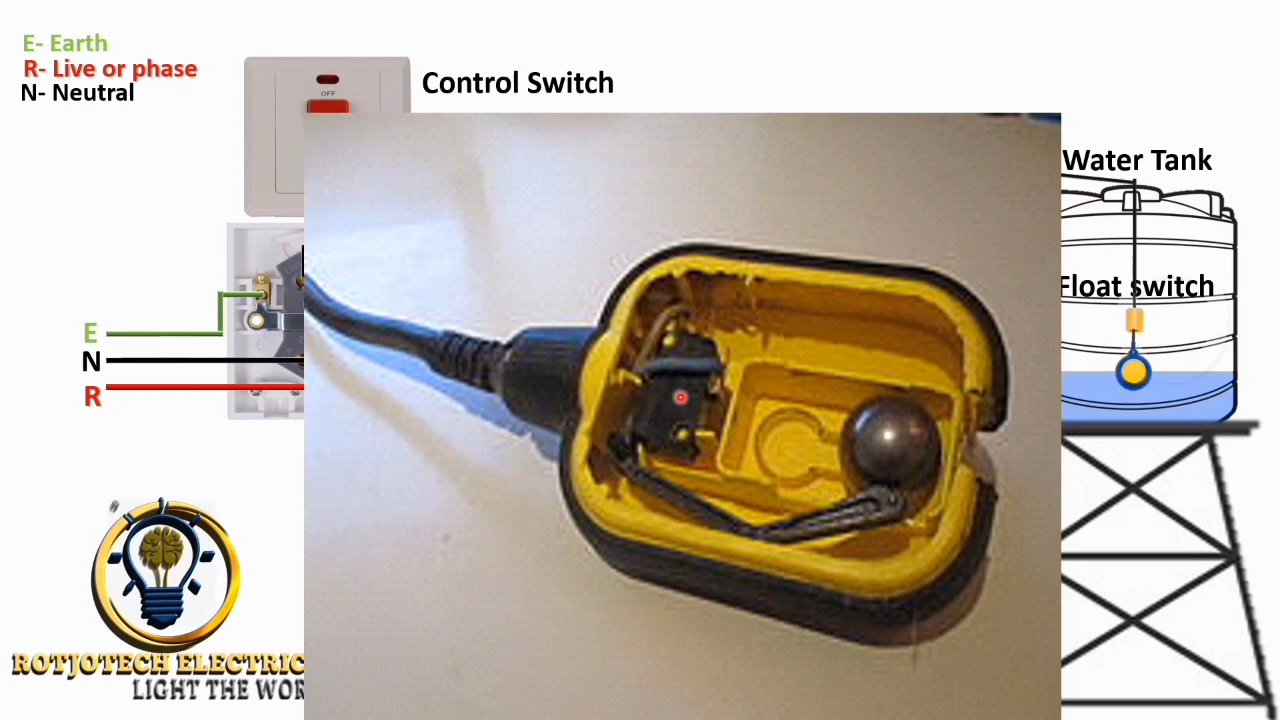 E- Earth
R- Live or phase
N- Neutral
OFF
Control Switch
Water Tank
Float switch
E
N
R
ROTJOTECH ELECTRIC
LIGHT THE WOR